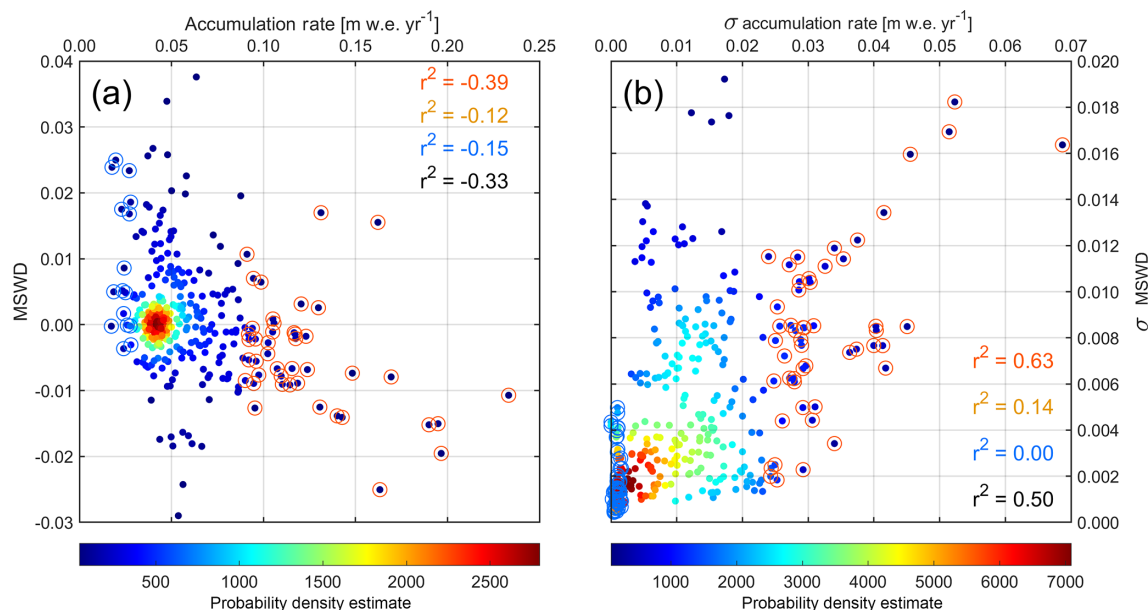 Accumulation rate [m w.e. yr⁻¹]
0.00 0.05 0.10 0.15 0.20 0.25
0.04
0.03
0.02
0.01
0.00
-0.01
-0.02
-0.03
MSWD
(a)
r² = -0.39
r² = -0.12
r² = -0.15
r² = -0.33
500 1000 1500 2000 2500
Probability density estimate
σ accumulation rate [m w.e. yr⁻¹]
0.00 0.01 0.02 0.03 0.04 0.05 0.06 0.07
(b)
0.020
0.018
0.016
0.014
0.012
0.010
0.008
0.006
0.004
0.002
0.000
σ MSWD
r² = 0.63
r² = 0.14
r² = 0.00
r² = 0.50
1000 2000 3000 4000 5000 6000 7000
Probability density estimate